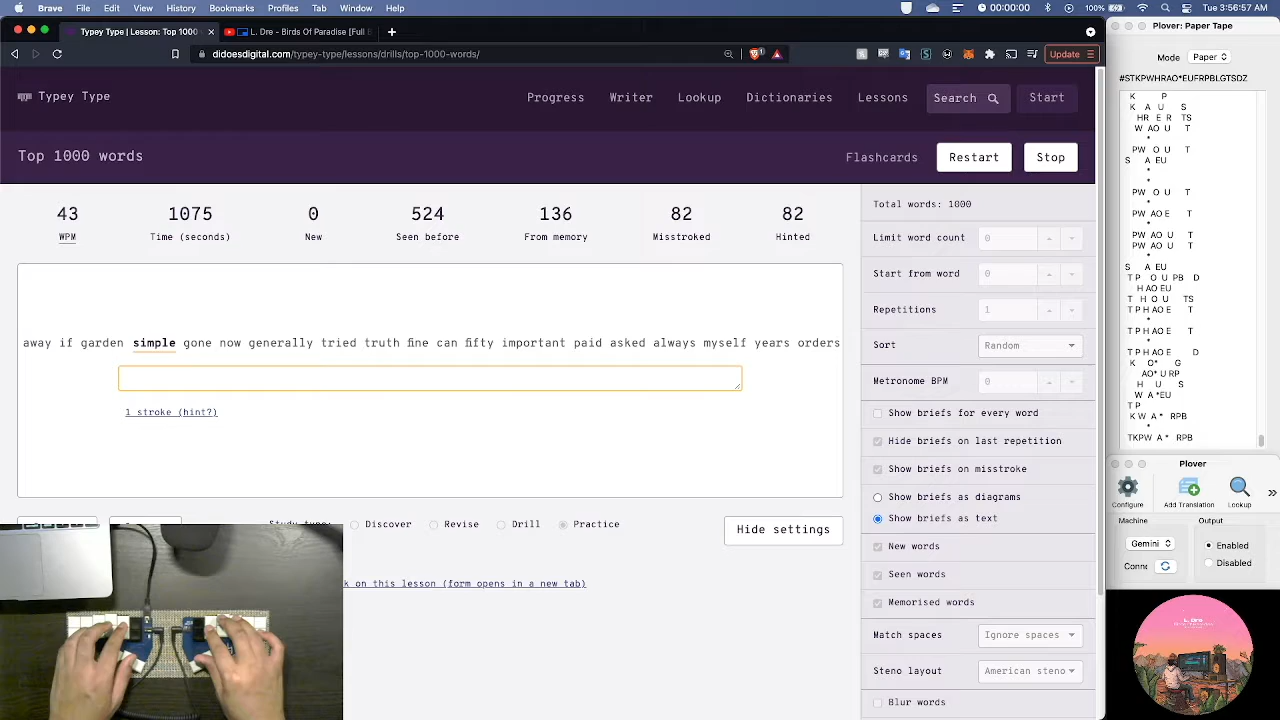 Brave File Edit View History Bookmarks Profiles Tab Window Help
100% Fri Feb 3 5:56:57 AM
Typey Type | Lesson: Top 1000
L. Dre - Birds Of Paradise [Full B
didoesdigital.com/typey-type/lessons/drills/top-1000-words/
Update
Typey Type
Progress Writer Lookup Dictionaries Lessons Search Start
Top 1000 words
Flashcards Restart Stop
43 1075 0 524 136 82 82
WPM Time (seconds) New Seen before From memory Misstroked Hinted
away if garden simple gone now generally tried truth fine can fifty important paid asked always myself years orders
1 stroke (hint?)
Study type: Discover Revise Drill Practice
Hide settings
k on this lesson (form opens in a new tab)
Total words: 1000
Limit word count 0
Start from word 0
Repetitions 1
Sort Random
Metronome BPM 0
Show briefs for every word
Hide briefs on last repetition
Show briefs on misstroke
Show briefs as diagrams
Show briefs as text
New words
Seen words
Memorised words
Match spaces Ignore spaces
Steno layout American steno
Blur words
Plover: Paper Tape
Mode Paper
#STKPWHRAO*EUFRPBLGTSDZ
K P
K A U S
HR E R TS
W AO U T
*
PW O U T
S A EU
*
*
PW O U T
*
PW AO E T
*
PW AO U T
PW AO U T
*
S A EU
T P O U PB D
H AO EU
T H O U TS
T P H AO E T
*
T P H AO E T
*
T P H AO E D
K O* G
AO* U RP
H U S
W A *EU
T P
K W A * RPB
*
TKPW A * RPB
Plover
Configure Add Translation Lookup
Machine Output
Gemini Enabled
Conne Disabled
L. Dre